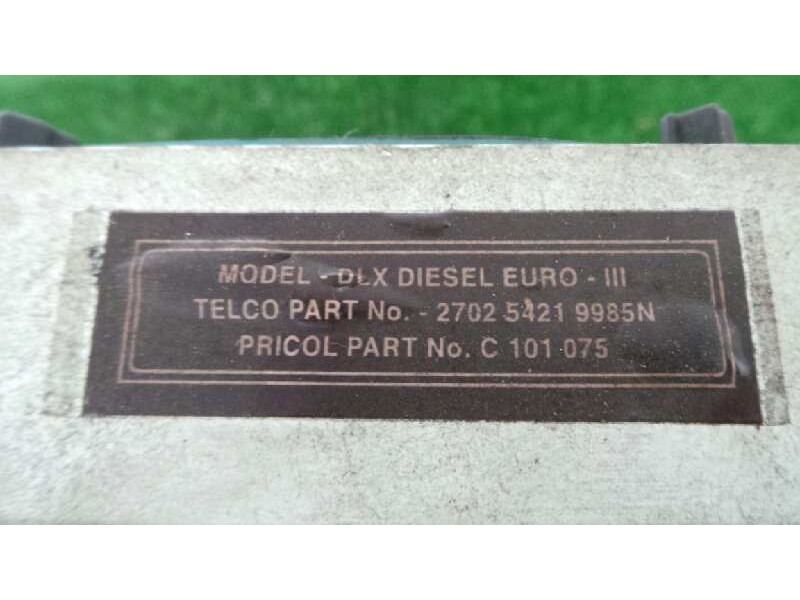 MODEL - DLX DIESEL EURO - III
TELCO PART No. - 2702 5421 9985N
PRICOL PART No. C 101 075